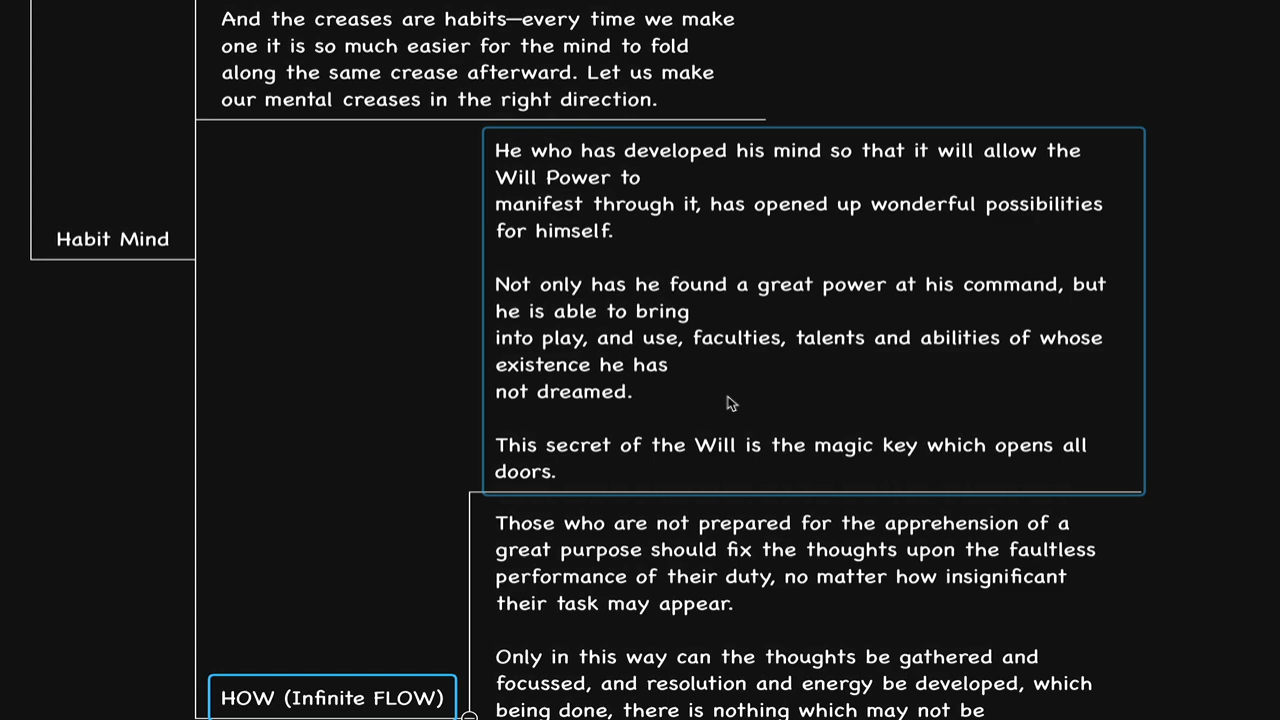 And the creases are habits—every time we make
one it is so much easier for the mind to fold
along the same crease afterward. Let us make
our mental creases in the right direction.
He who has developed his mind so that it will allow the
Will Power to
manifest through it, has opened up wonderful possibilities
for himself.
Not only has he found a great power at his command, but
he is able to bring
into play, and use, faculties, talents and abilities of whose
existence he has
not dreamed.
This secret of the Will is the magic key which opens all
doors.
Habit Mind
Those who are not prepared for the apprehension of a
great purpose should fix the thoughts upon the faultless
performance of their duty, no matter how insignificant
their task may appear.
Only in this way can the thoughts be gathered and
focussed, and resolution and energy be developed, which
being done, there is nothing which may not be
HOW (Infinite FLOW)